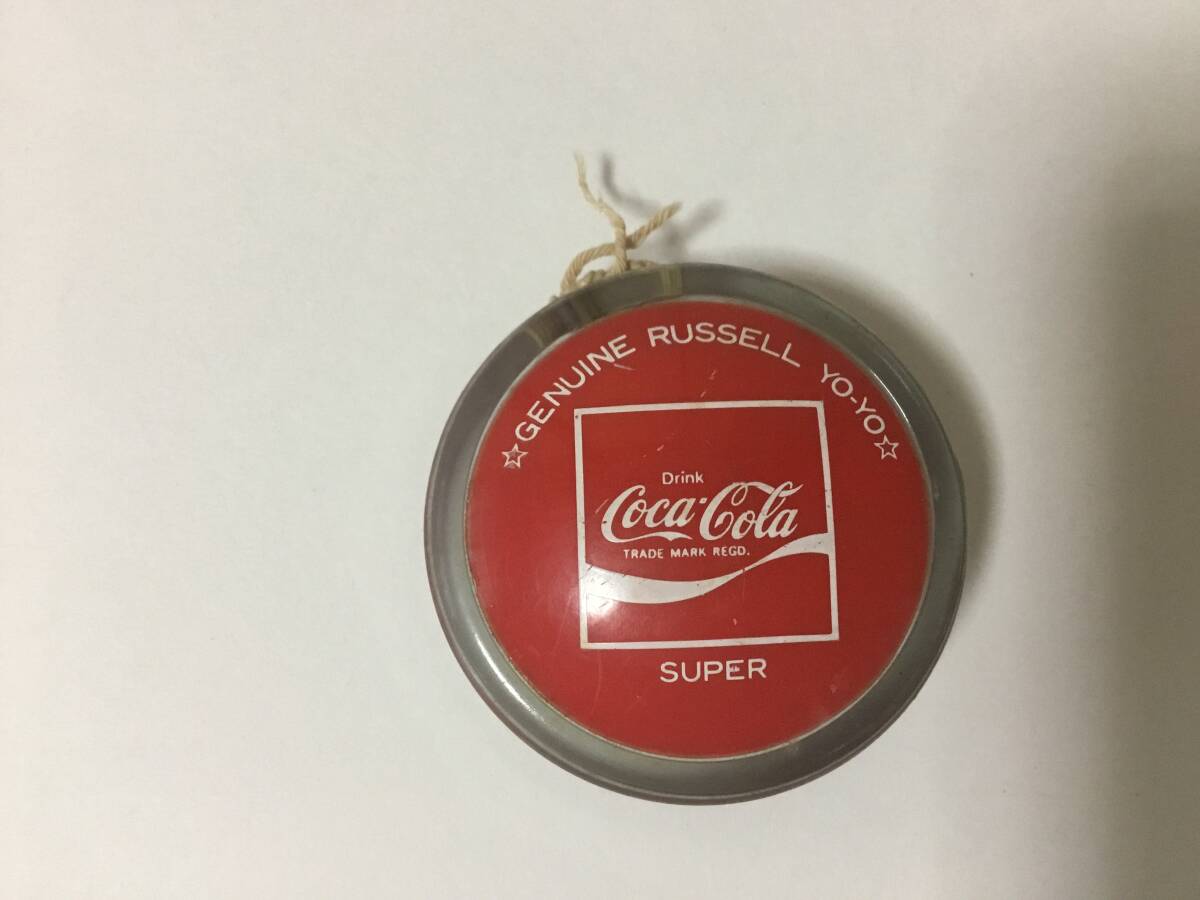 ☆GENUINE RUSSELL YO-YO☆
Drink
Coca-Cola
TRADE MARK REGD.
SUPER